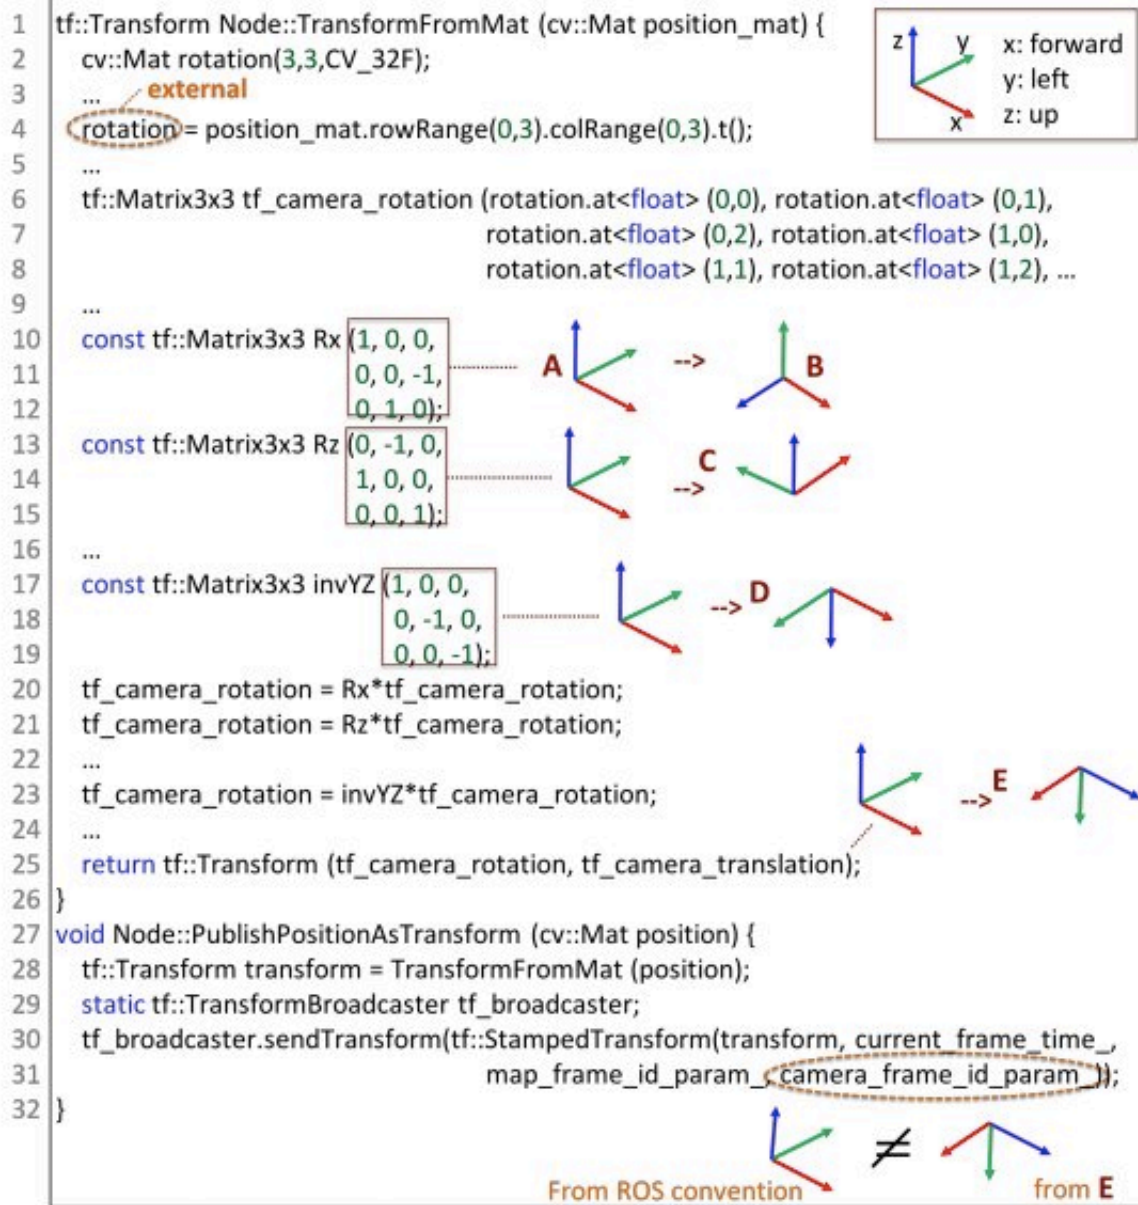 1 tf::Transform Node::TransformFromMat (cv::Mat position_mat) {
2 cv::Mat rotation(3,3,CV_32F);
3 ...
external
4 rotation = position_mat.rowRange(0,3).colRange(0,3).t();
z y x
x: forward
y: left
z: up
5 ...
6 tf::Matrix3x3 tf_camera_rotation (rotation.at<float> (0,0), rotation.at<float> (0,1),
7 rotation.at<float> (0,2), rotation.at<float> (1,0),
8 rotation.at<float> (1,1), rotation.at<float> (1,2), ...
9 ...
10 const tf::Matrix3x3 Rx (1, 0, 0,
11 0, 0, -1,
A --> B
12 0, 1, 0);
13 const tf::Matrix3x3 Rz (0, -1, 0,
14 1, 0, 0,
--> C
15 0, 0, 1);
16 ...
17 const tf::Matrix3x3 invYZ (1, 0, 0,
18 0, -1, 0,
--> D
19 0, 0, -1);
20 tf_camera_rotation = Rx*tf_camera_rotation;
21 tf_camera_rotation = Rz*tf_camera_rotation;
22 ...
23 tf_camera_rotation = invYZ*tf_camera_rotation;
--> E
24 ...
25 return tf::Transform (tf_camera_rotation, tf_camera_translation);
26 }
27 void Node::PublishPositionAsTransform (cv::Mat position) {
28 tf::Transform transform = TransformFromMat (position);
29 static tf::TransformBroadcaster tf_broadcaster;
30 tf_broadcaster.sendTransform(tf::StampedTransform(transform, current_frame_time_,
31 map_frame_id_param_, camera_frame_id_param_));
32 }
≠
From ROS convention from E